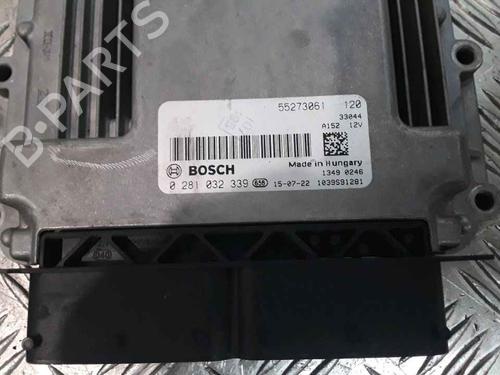 B-PARTS
55273061 120
33044
A152 12V
BOSCH
Made in Hungary
0 281 032 339 656 15-07-22
1349 0246
1039S91281